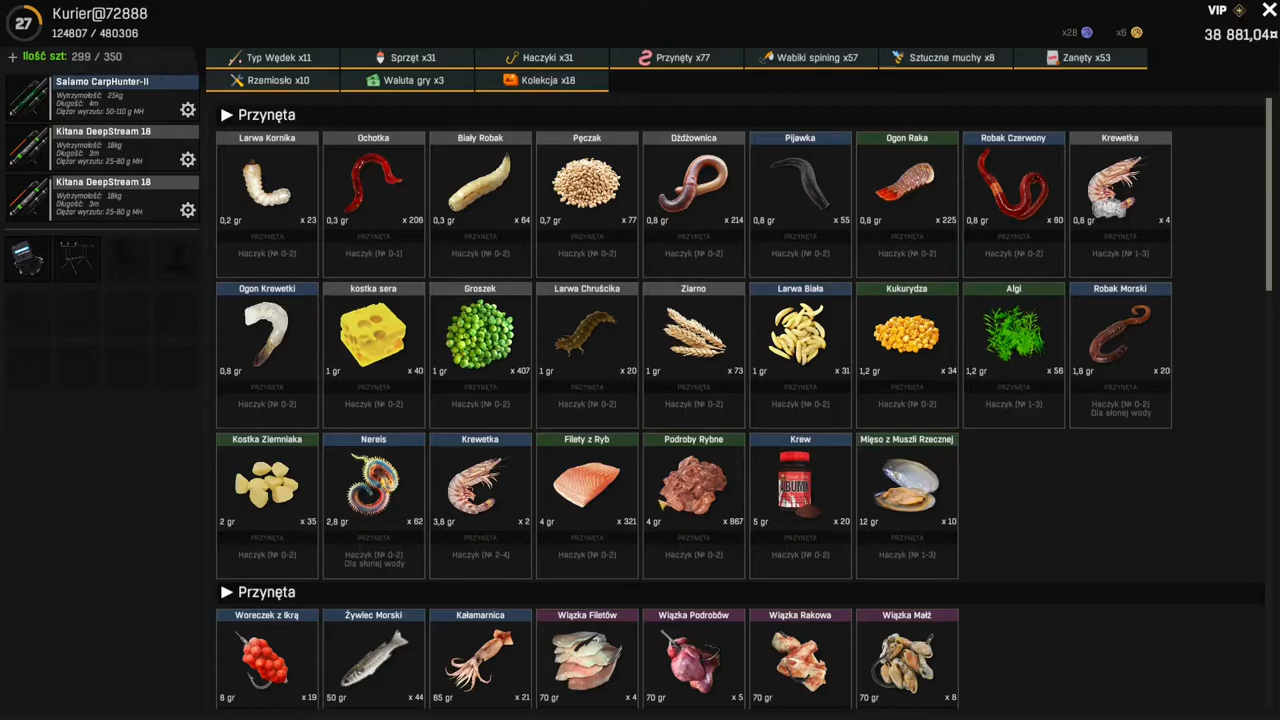 27
Kurier@72888
124807 / 480306
VIP
x28
x6
38 881,04¤
+ Ilość szt: 299 / 350
Typ Wędek x11
Sprzęt x31
Haczyki x31
Przynęty x77
Wabiki spining x57
Sztuczne muchy x8
Zanęty x53
Rzemiosło x10
Waluta gry x3
Kolekcja x18
Salamo CarpHunter-II
Wytrzymałość: 25kg
Długość: 4m
Ciężar wyrzutu: 50-110 g MH
Kitana DeepStream 18
Wytrzymałość: 18kg
Długość: 3m
Ciężar wyrzutu: 25-80 g MH
Kitana DeepStream 18
Wytrzymałość: 18kg
Długość: 3m
Ciężar wyrzutu: 25-80 g MH
▶ Przynęta
Larwa Kornika Ochotka Biały Robak Pęczak Dżdżownica Pijawka Ogon Raka Robak Czerwony Krewetka
0,2 gr x 23 0,3 gr x 206 0,3 gr x 64 0,7 gr x 77 0,8 gr x 214 0,8 gr x 55 0,8 gr x 225 0,8 gr x 80 0,8 gr x 4
PRZYNĘTA PRZYNĘTA PRZYNĘTA PRZYNĘTA PRZYNĘTA PRZYNĘTA PRZYNĘTA PRZYNĘTA PRZYNĘTA
Haczyk (№ 0-2) Haczyk (№ 0-1) Haczyk (№ 0-2) Haczyk (№ 0-2) Haczyk (№ 0-2) Haczyk (№ 0-2) Haczyk (№ 0-2) Haczyk (№ 0-2) Haczyk (№ 1-3)
Ogon Krewetki kostka sera Groszek Larwa Chruścika Ziarno Larwa Biała Kukurydza Algi Robak Morski
0,8 gr 1 gr x 40 1 gr x 407 1 gr x 20 1 gr x 73 1 gr x 31 1,2 gr x 34 1,2 gr x 56 1,8 gr x 20
PRZYNĘTA PRZYNĘTA PRZYNĘTA PRZYNĘTA PRZYNĘTA PRZYNĘTA PRZYNĘTA PRZYNĘTA PRZYNĘTA
Haczyk (№ 0-2) Haczyk (№ 0-2) Haczyk (№ 0-2) Haczyk (№ 0-2) Haczyk (№ 0-2) Haczyk (№ 0-2) Haczyk (№ 0-2) Haczyk (№ 1-3) Haczyk (№ 0-2)
Dla słonej wody
Kostka Ziemniaka Nereis Krewetka Filety z Ryb Podroby Rybne Krew Mięso z Muszli Rzecznej
2 gr x 35 2,8 gr x 62 3,8 gr x 2 4 gr x 321 4 gr x 867 5 gr x 20 12 gr x 10
PRZYNĘTA PRZYNĘTA PRZYNĘTA PRZYNĘTA PRZYNĘTA PRZYNĘTA PRZYNĘTA
Haczyk (№ 0-2) Haczyk (№ 0-2) Haczyk (№ 2-4) Haczyk (№ 0-2) Haczyk (№ 0-2) Haczyk (№ 0-2) Haczyk (№ 1-3)
Dla słonej wody
▶ Przynęta
Woreczek z Ikrą Żywiec Morski Kałamarnica Wiązka Filetów Wiązka Podrobów Wiązka Rakowa Wiązka Małż
8 gr x 19 50 gr x 44 65 gr x 21 70 gr x 4 70 gr x 5 70 gr 70 gr x 8